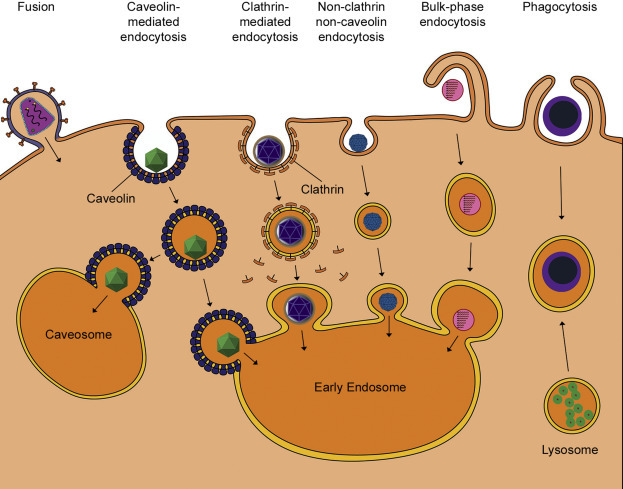 Fusion
Caveolin-
mediated
endocytosis
Clathrin-
mediated
endocytosis
Non-clathrin
non-caveolin
endocytosis
Bulk-phase
endocytosis
Phagocytosis
Caveolin
Clathrin
Caveosome
Early Endosome
Lysosome